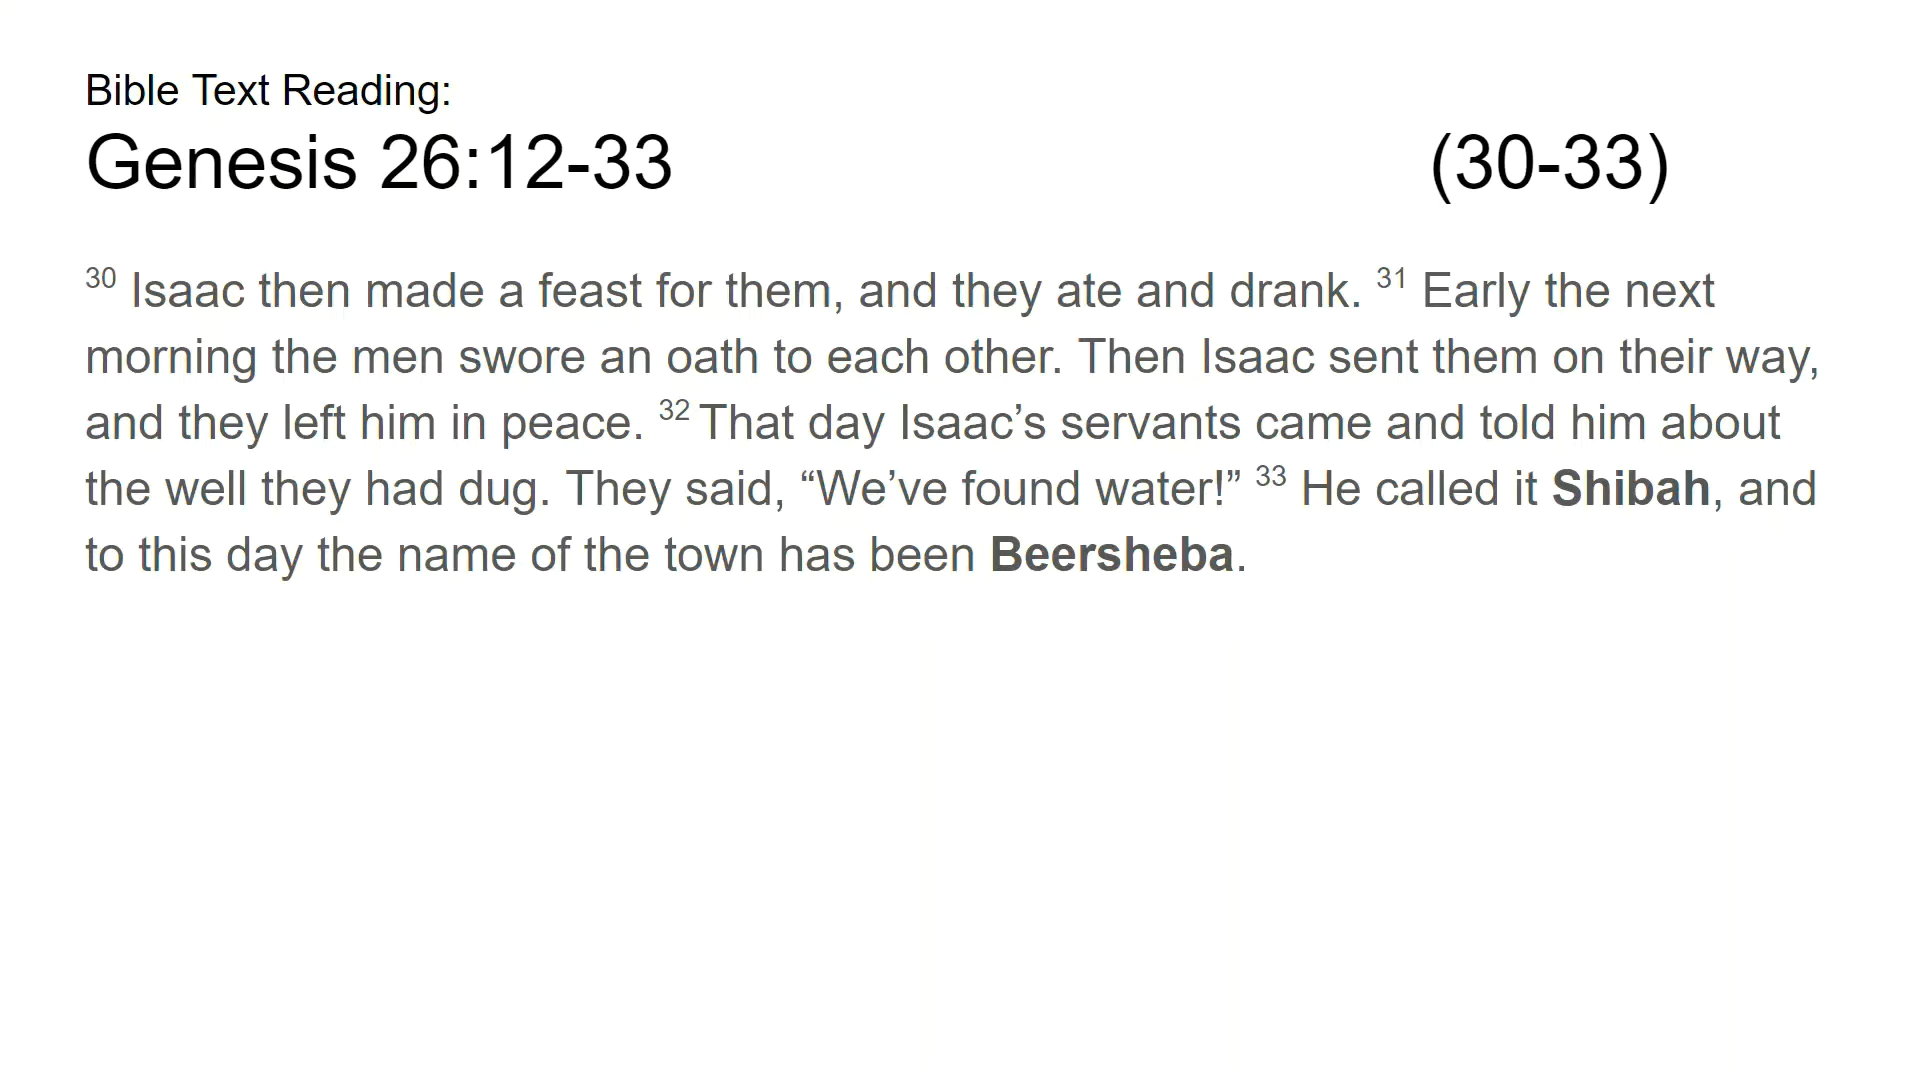 Bible Text Reading:
Genesis 26:12-33 (30-33)
30 Isaac then made a feast for them, and they ate and drank. 31 Early the next
morning the men swore an oath to each other. Then Isaac sent them on their way,
and they left him in peace. 32 That day Isaac’s servants came and told him about
the well they had dug. They said, “We’ve found water!” 33 He called it Shibah, and
to this day the name of the town has been Beersheba.